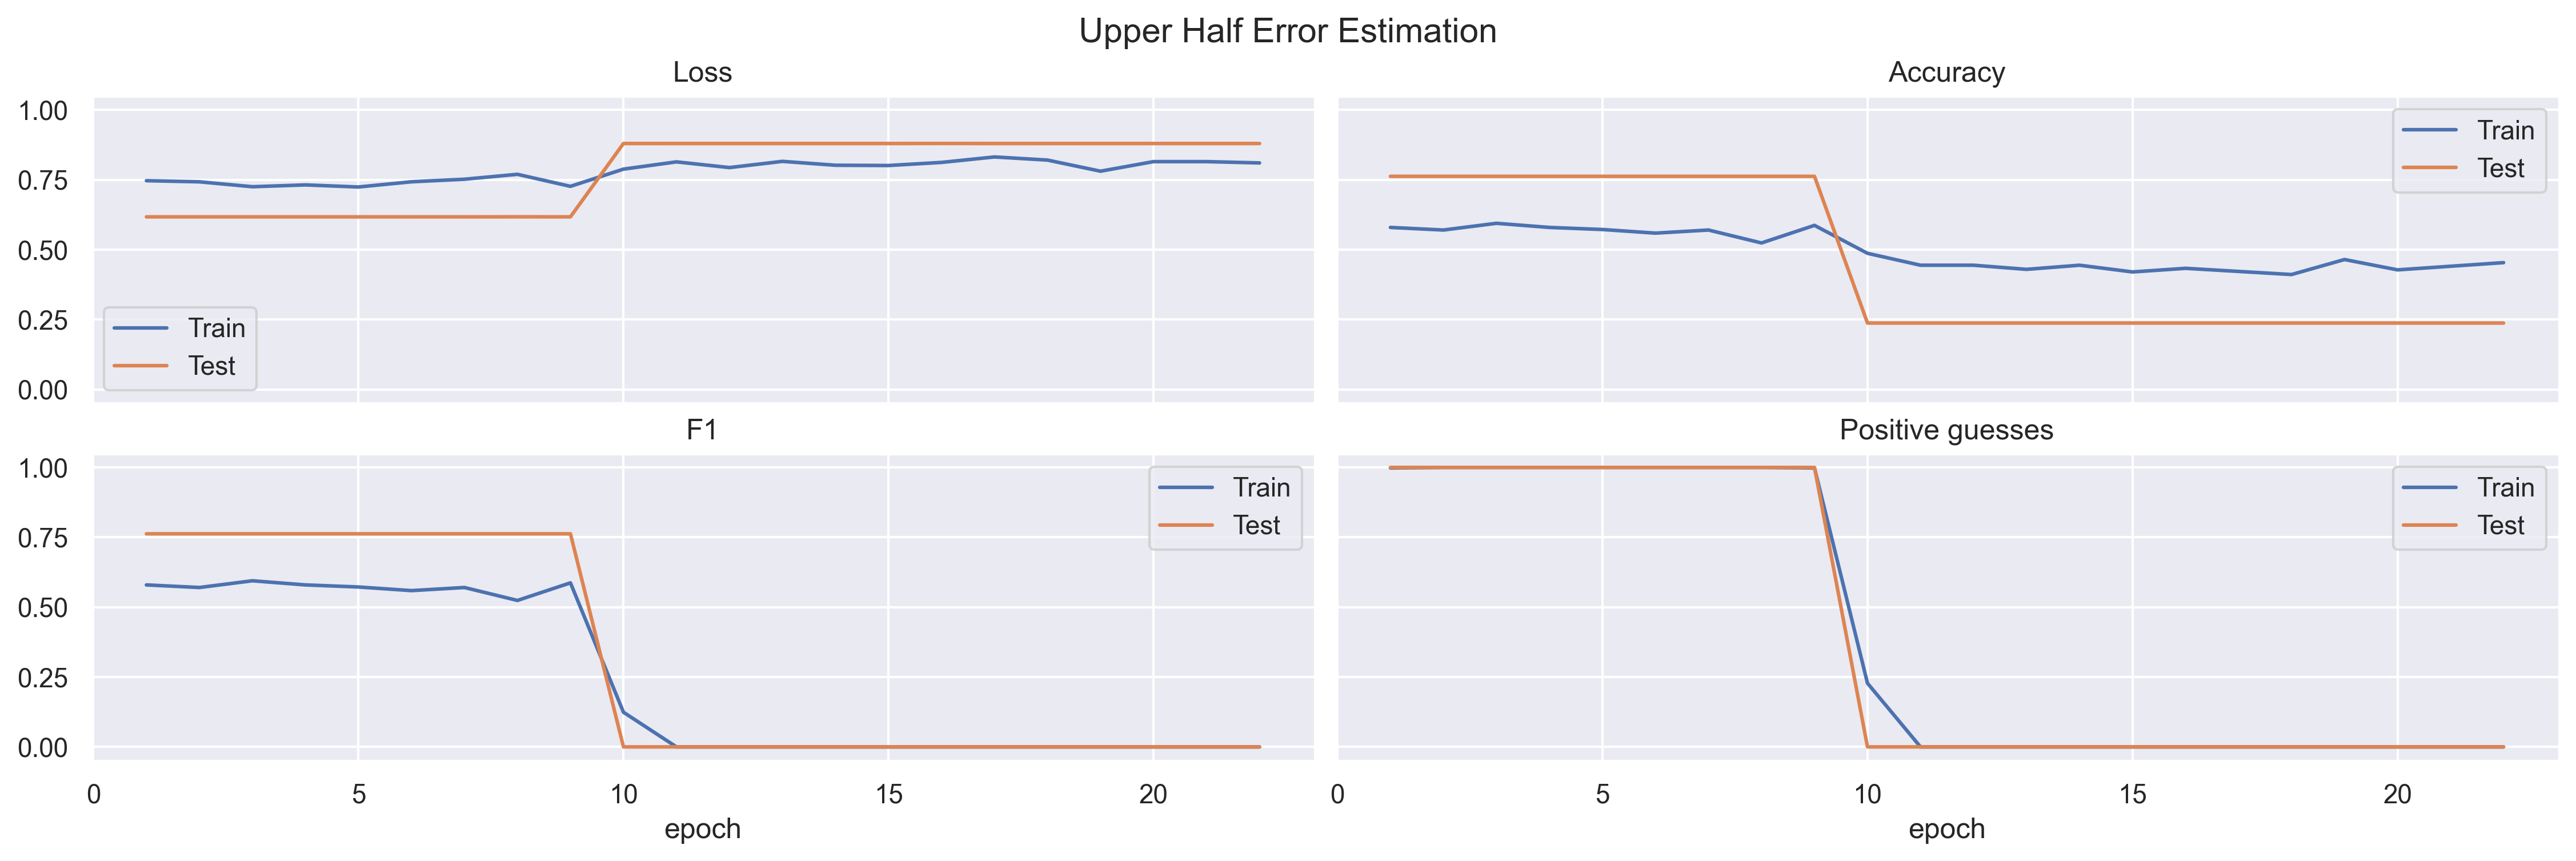 Upper Half Error Estimation
Loss
1.00
0.75
0.50
0.25
0.00
Train
Test
Accuracy
Train
Test
F1
1.00
0.75
0.50
0.25
0.00
Train
Test
0
5
10
15
20
epoch
Positive guesses
Train
Test
0
5
10
15
20
epoch